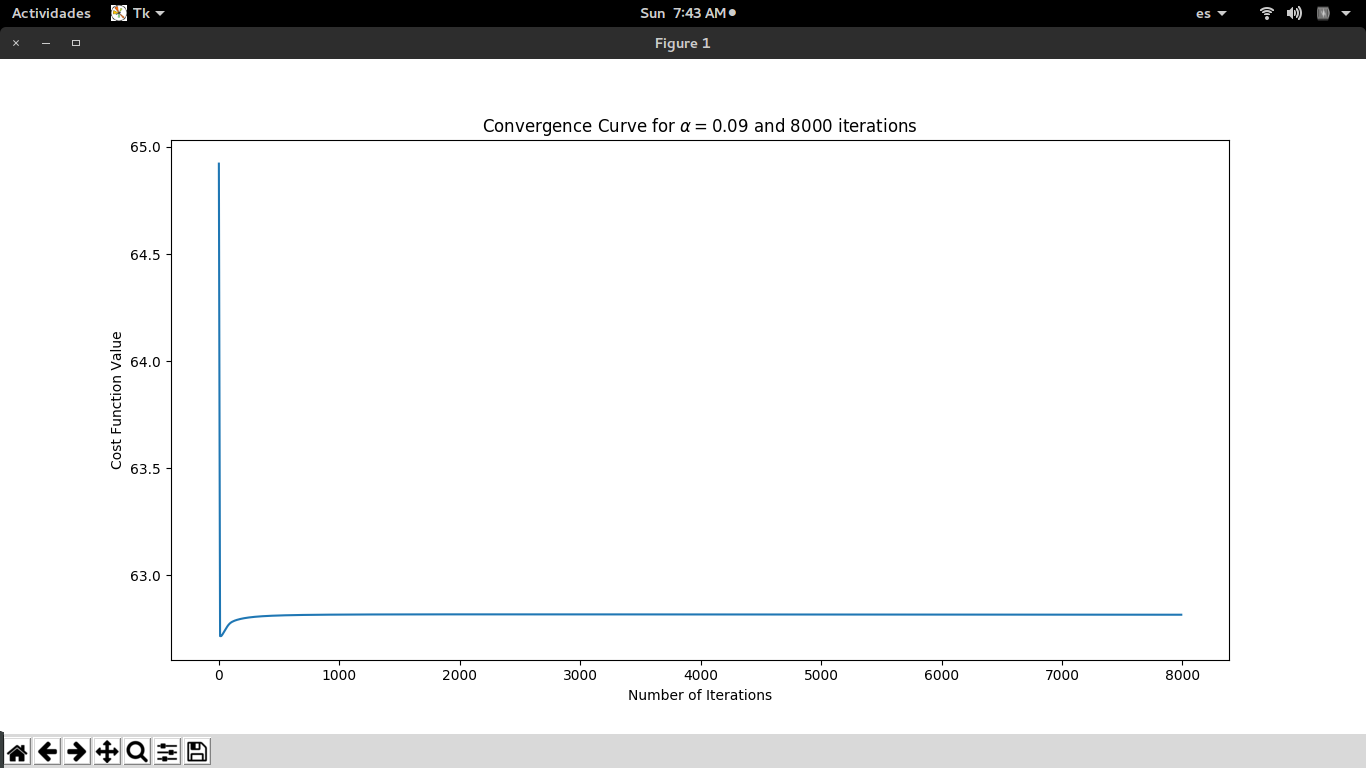 Actividades Tk Sun 7:43 AM es
Figure 1
Convergence Curve for α = 0.09 and 8000 iterations
65.0
64.5
64.0
63.5
63.0
Cost Function Value
0 1000 2000 3000 4000 5000 6000 7000 8000
Number of Iterations